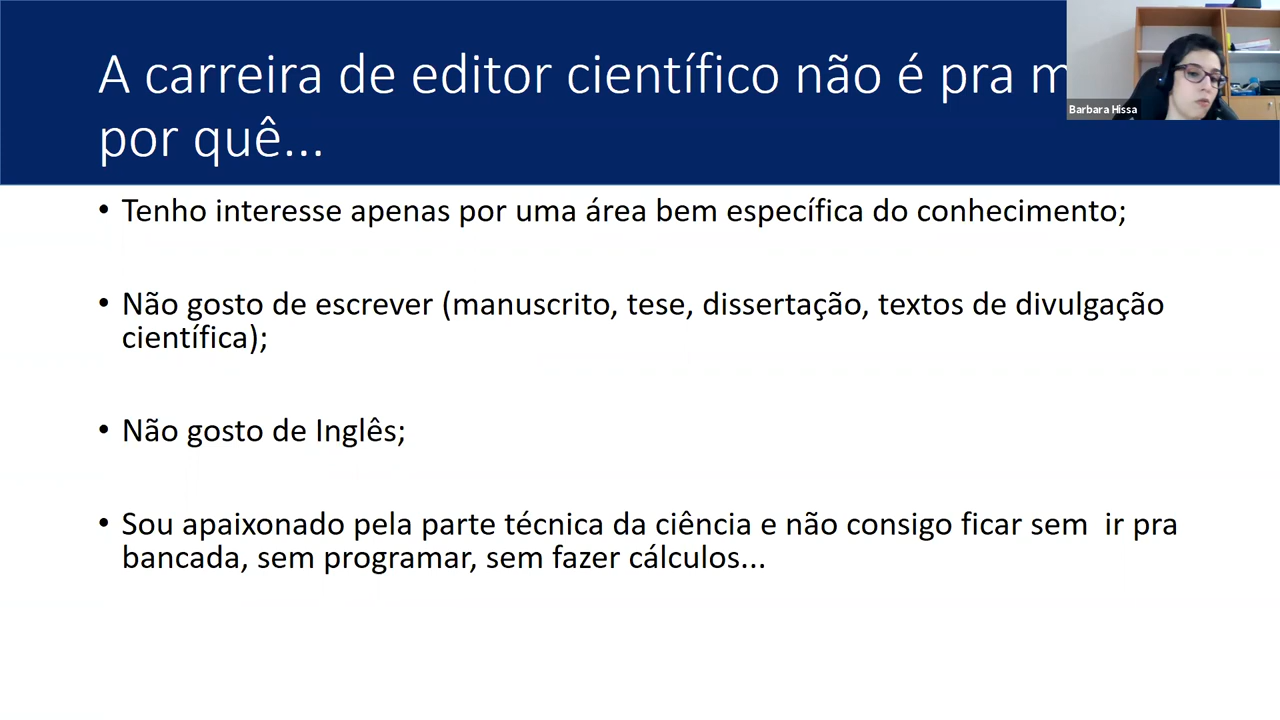 A carreira de editor científico não é pra
por quê...
Barbara Hissa
• Tenho interesse apenas por uma área bem específica do conhecimento;
• Não gosto de escrever (manuscrito, tese, dissertação, textos de divulgação
científica);
• Não gosto de Inglês;
• Sou apaixonado pela parte técnica da ciência e não consigo ficar sem  ir pra
bancada, sem programar, sem fazer cálculos...